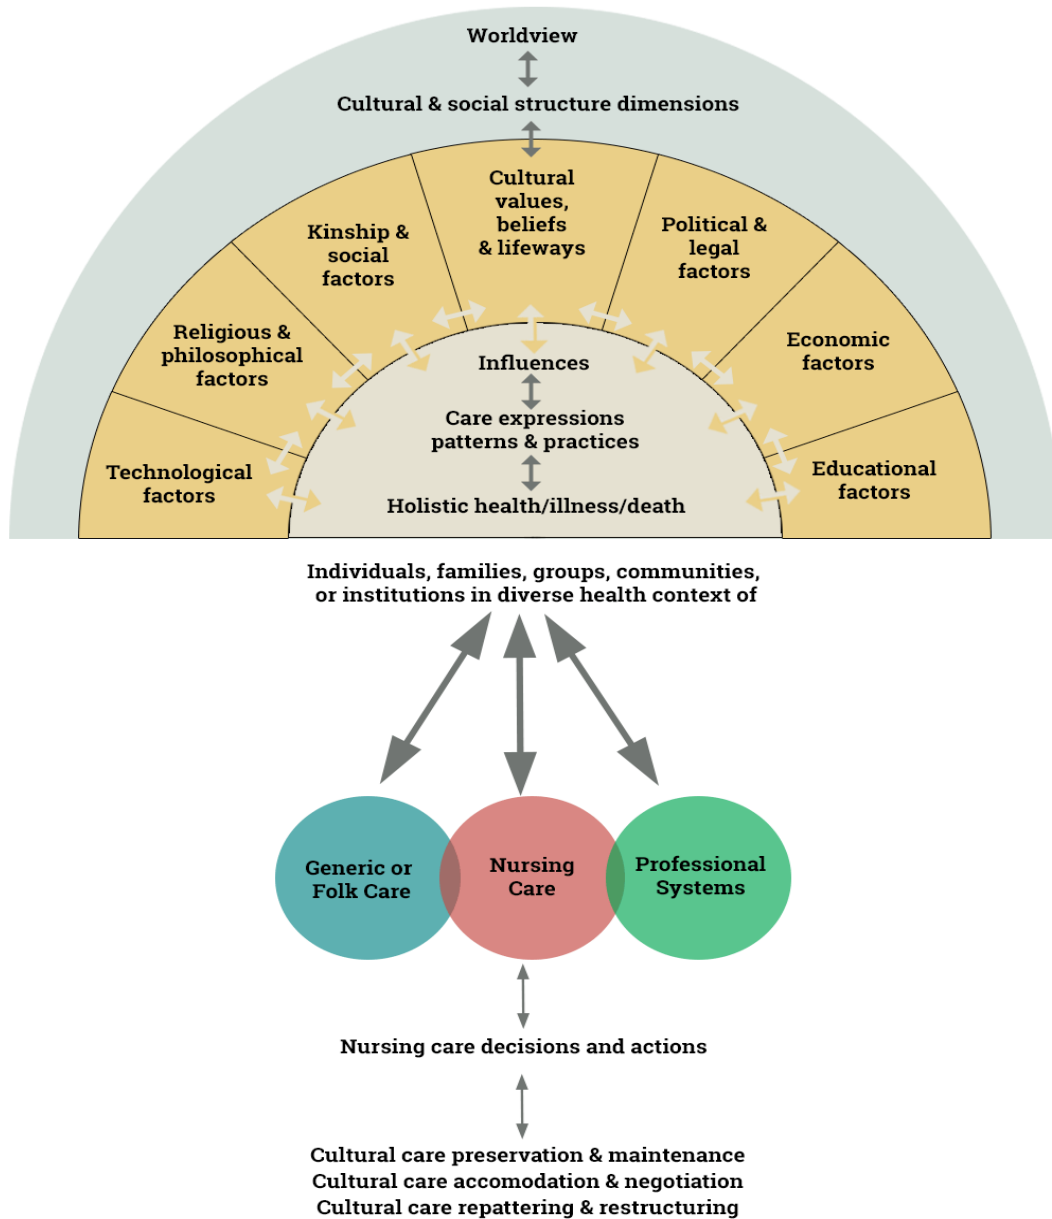 Worldview
Cultural & social structure dimensions
Cultural
values,
beliefs
& lifeways
Kinship &
social
factors
Political &
legal
factors
Religious &
philosophical
factors
Economic
factors
Technological
factors
Educational
factors
Influences
Care expressions
patterns & practices
Holistic health/illness/death
Individuals, families, groups, communities,
or institutions in diverse health context of
Generic or
Folk Care
Nursing
Care
Professional
Systems
Nursing care decisions and actions
Cultural care preservation & maintenance
Cultural care accomodation & negotiation
Cultural care repattering & restructuring